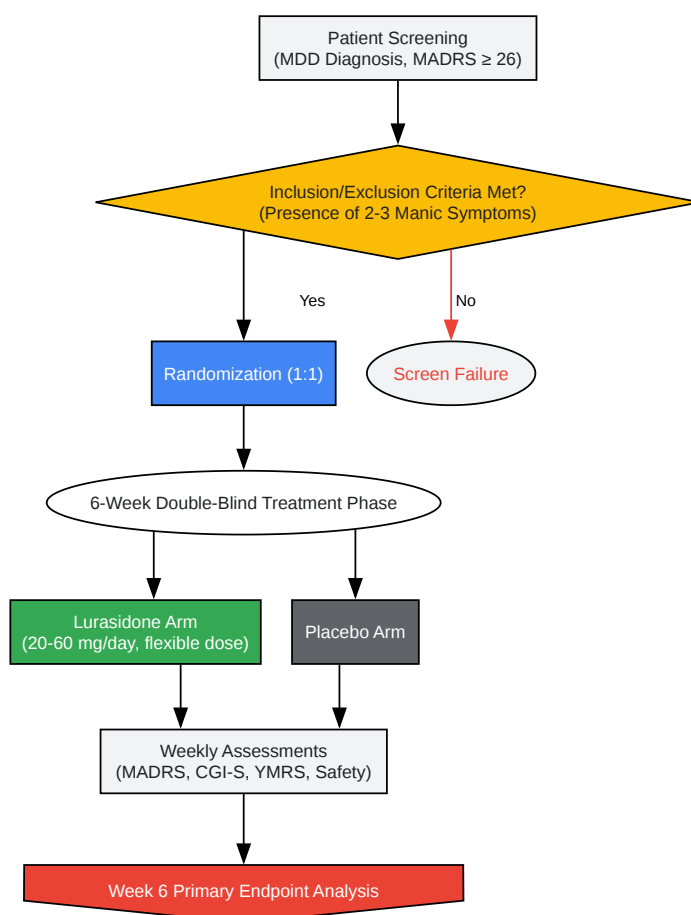 Patient Screening
(MDD Diagnosis, MADRS ≥ 26)
Inclusion/Exclusion Criteria Met?
(Presence of 2-3 Manic Symptoms)
Yes
No
Randomization (1:1)
Screen Failure
6-Week Double-Blind Treatment Phase
Lurasidone Arm
(20-60 mg/day, flexible dose)
Placebo Arm
Weekly Assessments
(MADRS, CGI-S, YMRS, Safety)
Week 6 Primary Endpoint Analysis